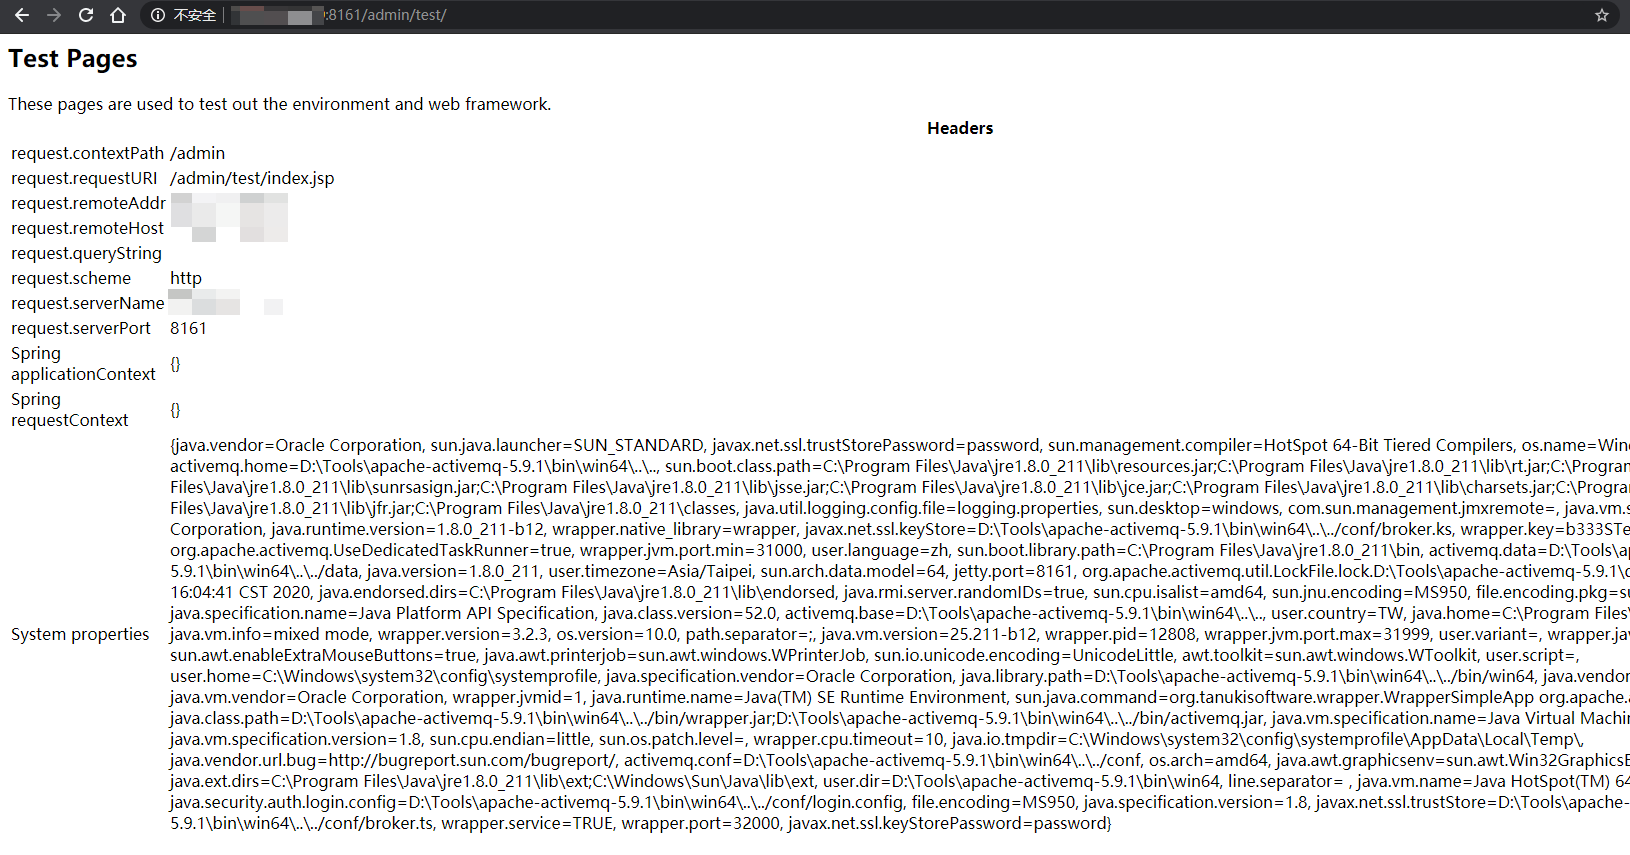 不安全 :8161/admin/test/
Test Pages
These pages are used to test out the environment and web framework.
Headers
request.contextPath /admin
request.requestURI /admin/test/index.jsp
request.remoteAddr
request.remoteHost
request.queryString
request.scheme http
request.serverName
request.serverPort 8161
Spring
applicationContext {}
Spring
requestContext {}
System properties
{java.vendor=Oracle Corporation, sun.java.launcher=SUN_STANDARD, javax.net.ssl.trustStorePassword=password, sun.management.compiler=HotSpot 64-Bit Tiered Compilers, os.name=Wind
activemq.home=D:\Tools\apache-activemq-5.9.1\bin\win64\..\.., sun.boot.class.path=C:\Program Files\Java\jre1.8.0_211\lib\resources.jar;C:\Program Files\Java\jre1.8.0_211\lib\rt.jar;C:\Program
Files\Java\jre1.8.0_211\lib\sunrsasign.jar;C:\Program Files\Java\jre1.8.0_211\lib\jsse.jar;C:\Program Files\Java\jre1.8.0_211\lib\jce.jar;C:\Program Files\Java\jre1.8.0_211\lib\charsets.jar;C:\Program
Files\Java\jre1.8.0_211\lib\jfr.jar;C:\Program Files\Java\jre1.8.0_211\classes, java.util.logging.config.file=logging.properties, sun.desktop=windows, com.sun.management.jmxremote=, java.vm.s
Corporation, java.runtime.version=1.8.0_211-b12, wrapper.native_library=wrapper, javax.net.ssl.keyStore=D:\Tools\apache-activemq-5.9.1\bin\win64\..\../conf/broker.ks, wrapper.key=b333STe
org.apache.activemq.UseDedicatedTaskRunner=true, wrapper.jvm.port.min=31000, user.language=zh, sun.boot.library.path=C:\Program Files\Java\jre1.8.0_211\bin, activemq.data=D:\Tools\ap
5.9.1\bin\win64\..\../data, java.version=1.8.0_211, user.timezone=Asia/Taipei, sun.arch.data.model=64, jetty.port=8161, org.apache.activemq.util.LockFile.lock.D:\Tools\apache-activemq-5.9.1\
16:04:41 CST 2020, java.endorsed.dirs=C:\Program Files\Java\jre1.8.0_211\lib\endorsed, java.rmi.server.randomIDs=true, sun.cpu.isalist=amd64, sun.jnu.encoding=MS950, file.encoding.pkg=su
java.specification.name=Java Platform API Specification, java.class.version=52.0, activemq.base=D:\Tools\apache-activemq-5.9.1\bin\win64\..\.., user.country=TW, java.home=C:\Program Files\
java.vm.info=mixed mode, wrapper.version=3.2.3, os.version=10.0, path.separator=;, java.vm.version=25.211-b12, wrapper.pid=12808, wrapper.jvm.port.max=31999, user.variant=, wrapper.jav
sun.awt.enableExtraMouseButtons=true, java.awt.printerjob=sun.awt.windows.WPrinterJob, sun.io.unicode.encoding=UnicodeLittle, awt.toolkit=sun.awt.windows.WToolkit, user.script=,
user.home=C:\Windows\system32\config\systemprofile, java.specification.vendor=Oracle Corporation, java.library.path=D:\Tools\apache-activemq-5.9.1\bin\win64\..\../bin/win64, java.vendor
java.vm.vendor=Oracle Corporation, wrapper.jvmid=1, java.runtime.name=Java(TM) SE Runtime Environment, sun.java.command=org.tanukisoftware.wrapper.WrapperSimpleApp org.apache.a
java.class.path=D:\Tools\apache-activemq-5.9.1\bin\win64\..\../bin/wrapper.jar;D:\Tools\apache-activemq-5.9.1\bin\win64\..\../bin/activemq.jar, java.vm.specification.name=Java Virtual Machin
java.vm.specification.version=1.8, sun.cpu.endian=little, sun.os.patch.level=, wrapper.cpu.timeout=10, java.io.tmpdir=C:\Windows\system32\config\systemprofile\AppData\Local\Temp\,
java.vendor.url.bug=http://bugreport.sun.com/bugreport/, activemq.conf=D:\Tools\apache-activemq-5.9.1\bin\win64\..\../conf, os.arch=amd64, java.awt.graphicsenv=sun.awt.Win32GraphicsE
java.ext.dirs=C:\Program Files\Java\jre1.8.0_211\lib\ext;C:\Windows\Sun\Java\lib\ext, user.dir=D:\Tools\apache-activemq-5.9.1\bin\win64, line.separator= , java.vm.name=Java HotSpot(TM) 64
java.security.auth.login.config=D:\Tools\apache-activemq-5.9.1\bin\win64\..\../conf/login.config, file.encoding=MS950, java.specification.version=1.8, javax.net.ssl.trustStore=D:\Tools\apache-
5.9.1\bin\win64\..\../conf/broker.ts, wrapper.service=TRUE, wrapper.port=32000, javax.net.ssl.keyStorePassword=password}